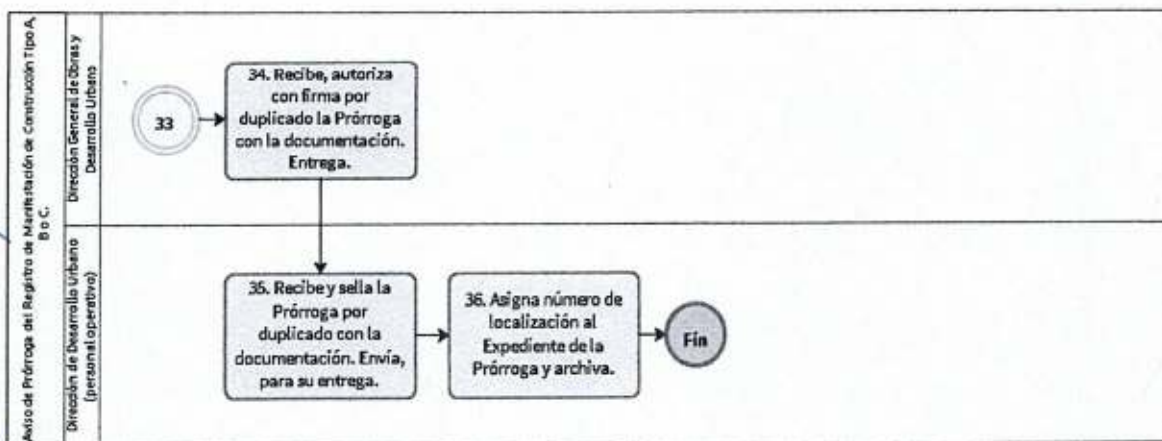 Aviso de Prórroga del Registro de Manifestación de Construcción Tipo A,
B o C.
Dirección General de Obras y
Desarrollo Urbano
33
34. Recibe, autoriza
con firma por
duplicado la Prórroga
con la documentación.
Entrega.
Dirección de Desarrollo Urbano
(personal operativo)
35. Recibe y sella la
Prórroga por
duplicado con la
documentación. Envía,
para su entrega.
36. Asigna número de
localización al
Expediente de la
Prórroga y archiva.
Fin